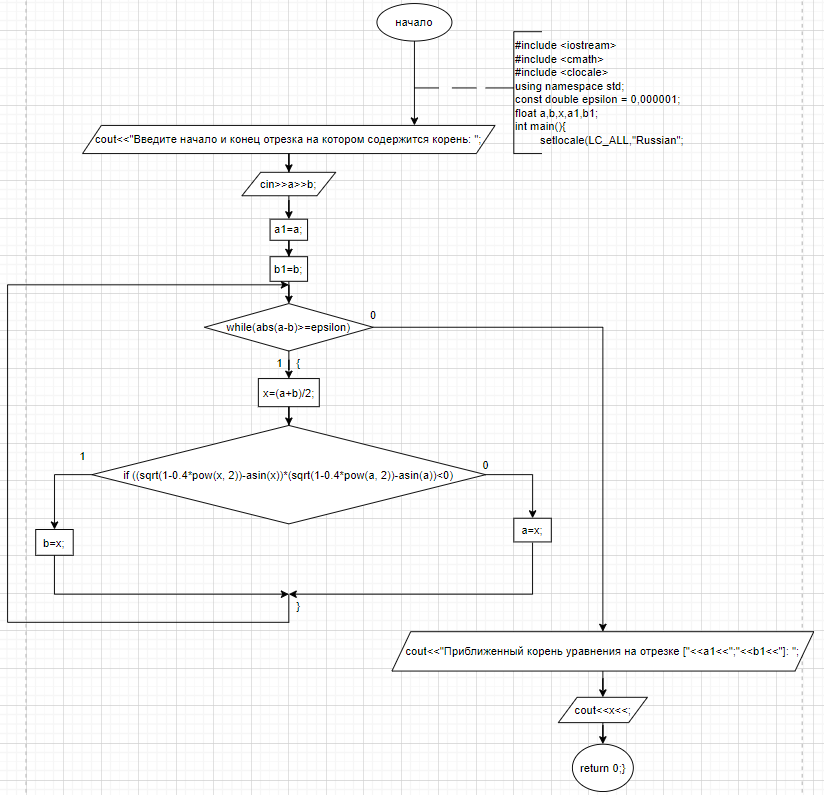 начало
#include <iostream>
#include <cmath>
#include <clocale>
using namespace std;
const double epsilon = 0,000001;
float a,b,x,a1,b1;
int main(){
setlocale(LC_ALL,"Russian";
cout<<"Введите начало и конец отрезка на котором содержится корень: ";
cin>>a>>b;
a1=a;
b1=b;
while(abs(a-b)>=epsilon)
0
1 {
x=(a+b)/2;
if ((sqrt(1-0.4*pow(x, 2))-asin(x))*(sqrt(1-0.4*pow(a, 2))-asin(a))<0)
1
0
b=x;
a=x;
}
cout<<"Приближенный корень уравнения на отрезке ["<<a1<<";"<<b1<<"]: ";
cout<<x<<;
return 0;}